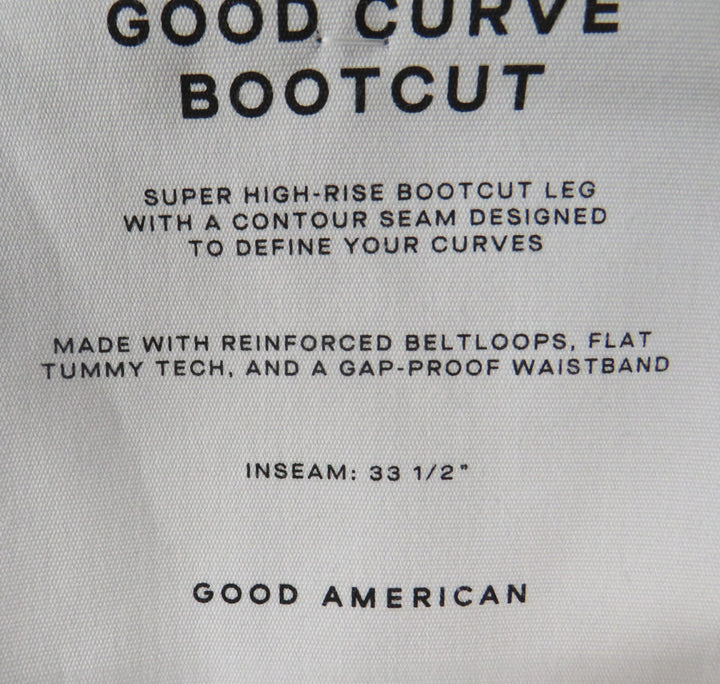 GOOD CURVE
BOOTCUT
SUPER HIGH-RISE BOOTCUT LEG
WITH A CONTOUR SEAM DESIGNED
TO DEFINE YOUR CURVES
MADE WITH REINFORCED BELTLOOPS, FLAT
TUMMY TECH, AND A GAP-PROOF WAISTBAND
INSEAM: 33 1/2"
GOOD AMERICAN